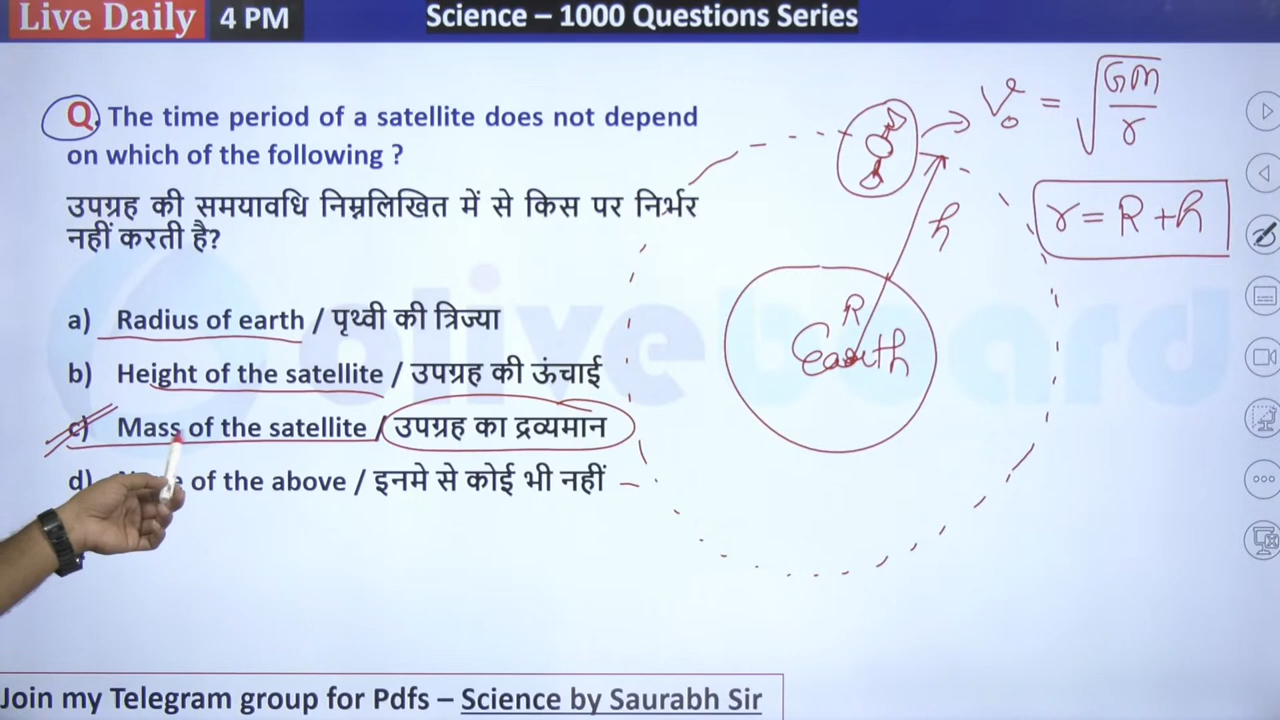 Live Daily 4 PM
Science – 1000 Questions Series
Q. The time period of a satellite does not depend
on which of the following ?
उपग्रह की समयावधि निम्नलिखित में से किस पर निर्भर
नहीं करती है?
a) Radius of earth / पृथ्वी की त्रिज्या
b) Height of the satellite / उपग्रह की ऊंचाई
c) Mass of the satellite / उपग्रह का द्रव्यमान
d) of the above / इनमे से कोई भी नहीं
V₀ = √(GM/r)
r = R + h
h
R
Earth
oliveboard
Join my Telegram group for Pdfs – Science by Saurabh Sir